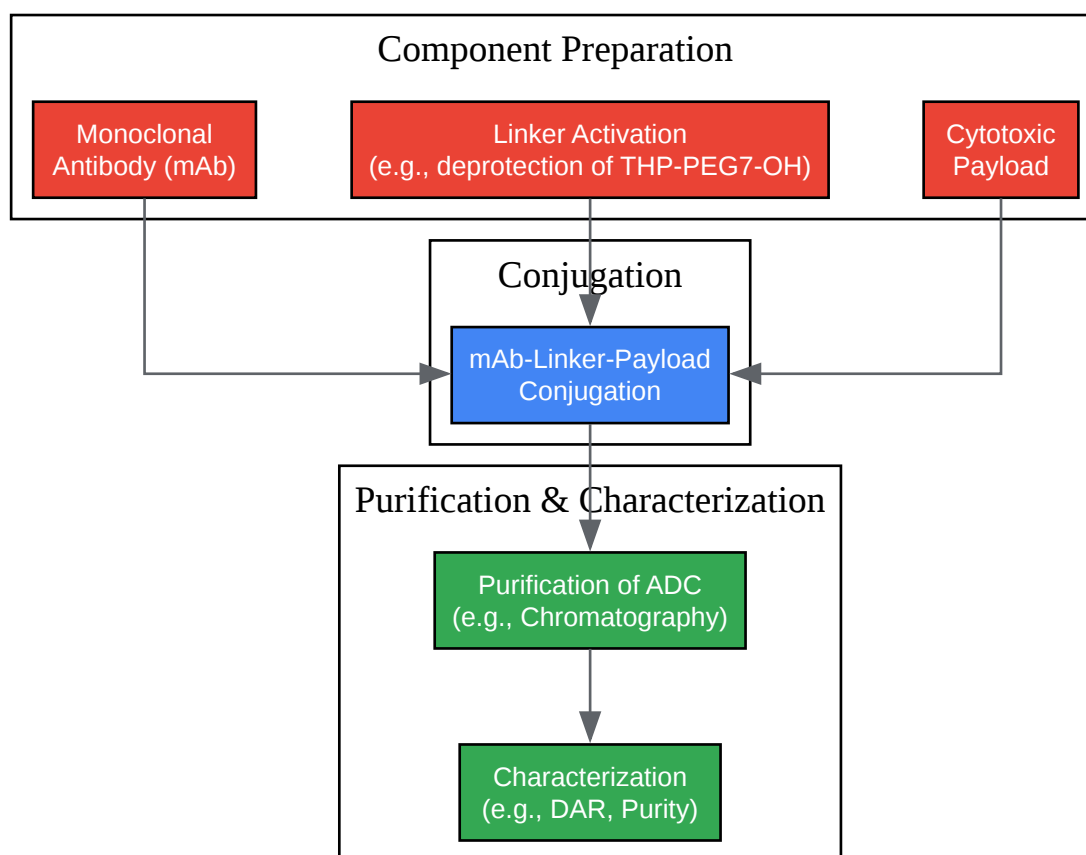 Component Preparation
Monoclonal
Antibody (mAb)
Linker Activation
(e.g., deprotection of THP-PEG7-OH)
Cytotoxic
Payload
Conjugation
mAb-Linker-Payload
Conjugation
Purification & Characterization
Purification of ADC
(e.g., Chromatography)
Characterization
(e.g., DAR, Purity)